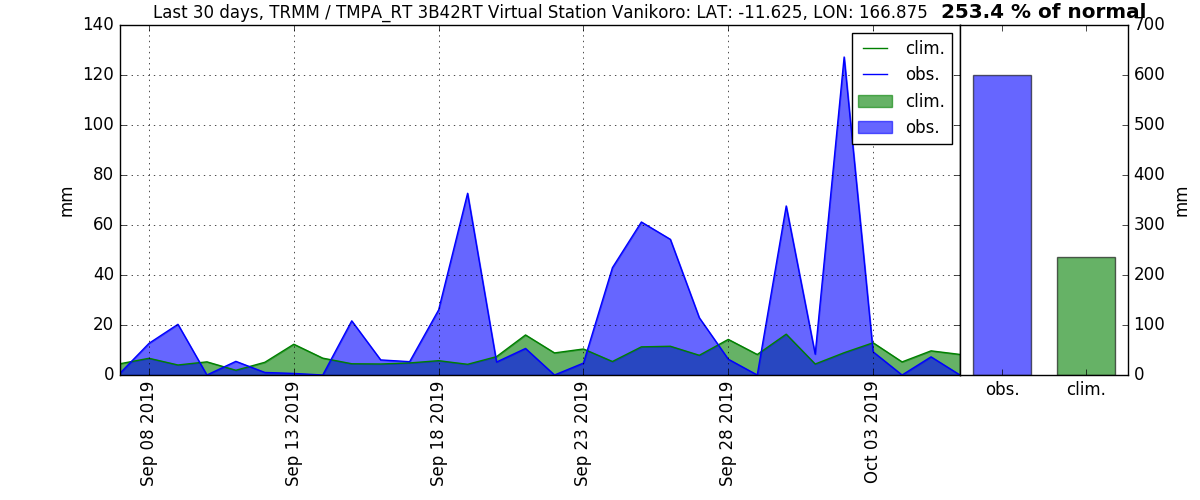 Last 30 days, TRMM / TMPA_RT 3B42RT Virtual Station Vanikoro: LAT: -11.625, LON: 166.875 253.4 % of normal
140
120
100
80
60
40
20
0
mm
clim.
obs.
clim.
obs.
Sep 08 2019
Sep 13 2019
Sep 18 2019
Sep 23 2019
Sep 28 2019
Oct 03 2019
700
600
500
400
300
200
100
0
mm
obs. clim.